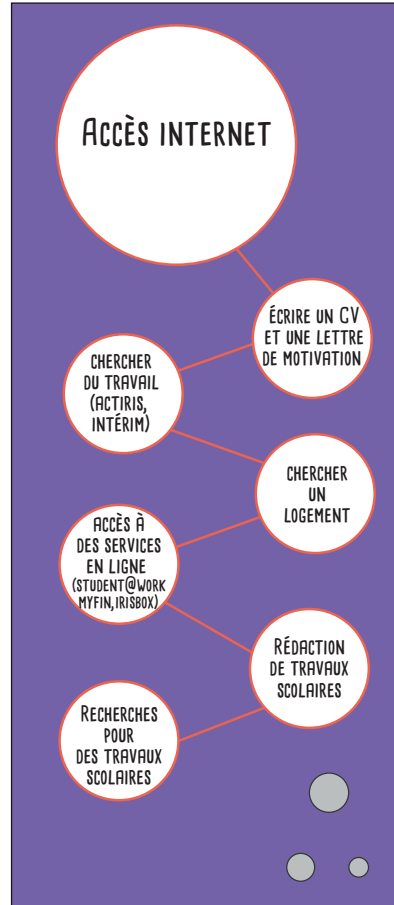 Accès internet
Écrire un CV
et une lettre
de motivation
chercher
du travail
(Actiris,
intérim)
chercher
un
logement
Accès à
des services
en ligne
(student@work
myfin,irisbox)
Rédaction
de travaux
scolaires
Recherches
pour
des travaux
scolaires